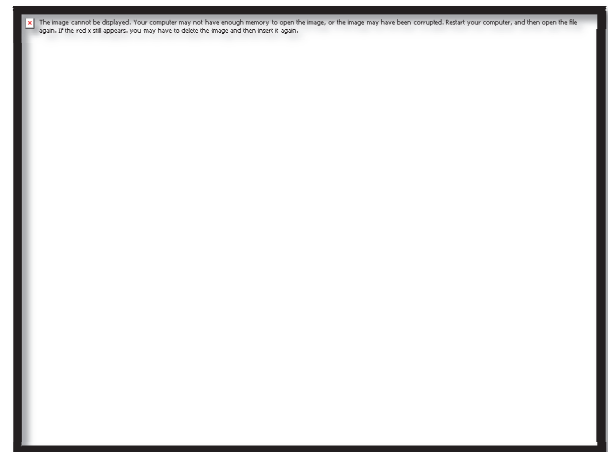 The image cannot be displayed. Your computer may not have enough memory to open the image, or the image may have been corrupted. Restart your computer, and then open the file
again. If the red x still appears, you may have to delete the image and then insert it again.